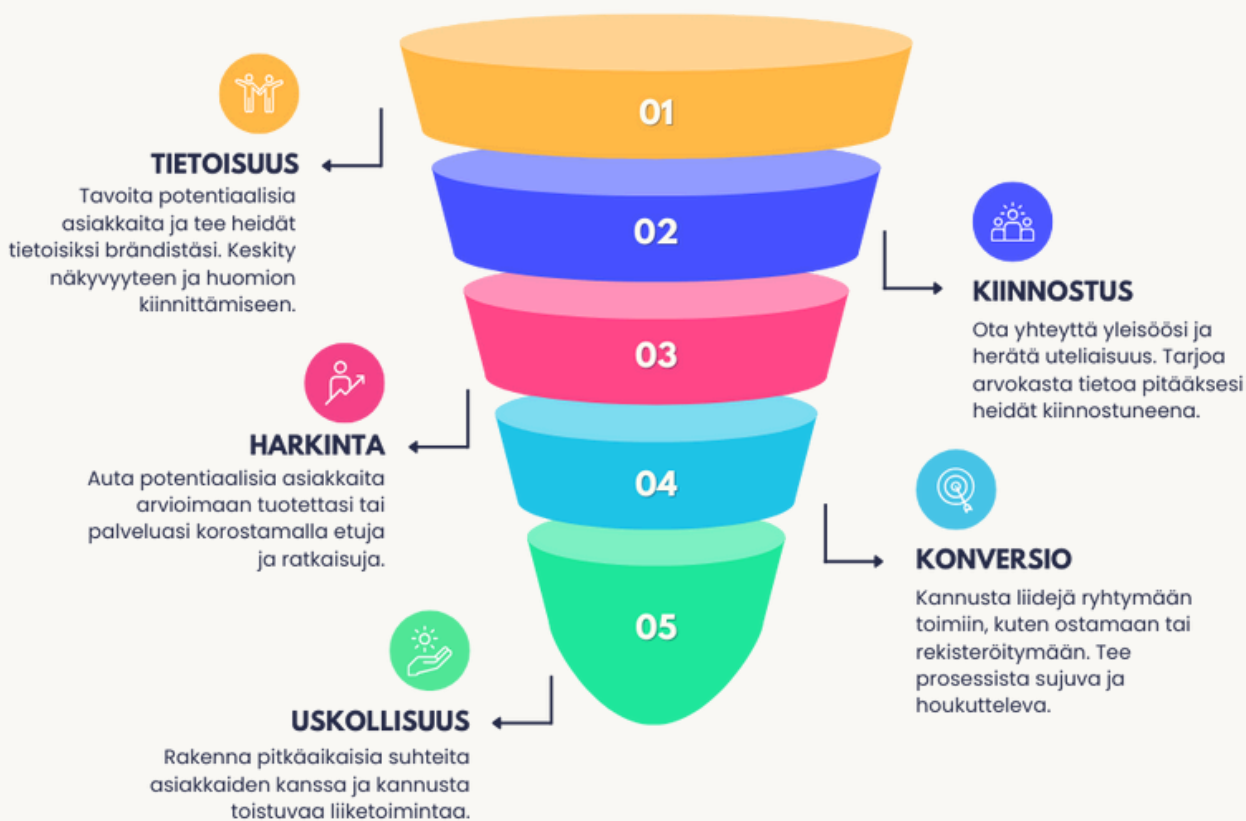 01
TIETOISUUS
Tavoita potentiaalisia
asiakkaita ja tee heidät
tietoisiksi brändistäsi. Keskity
näkyvyyteen ja huomion
kiinnittämiseen.
02
KIINNOSTUS
Ota yhteyttä yleisöösi ja
herätä uteliaisuus. Tarjoa
arvokasta tietoa pitääksesi
heidät kiinnostuneena.
03
HARKINTA
Auta potentiaalisia asiakkaita
arvioimaan tuotettasi tai
palveluasi korostamalla etuja
ja ratkaisuja.
04
KONVERSIO
Kannusta liidejä ryhtymään
toimiin, kuten ostamaan tai
rekisteröitymään. Tee
prosessista sujuva ja
houkutteleva.
05
USKOLLISUUS
Rakenna pitkäaikaisia suhteita
asiakkaiden kanssa ja kannusta
toistuvaa liiketoimintaa.